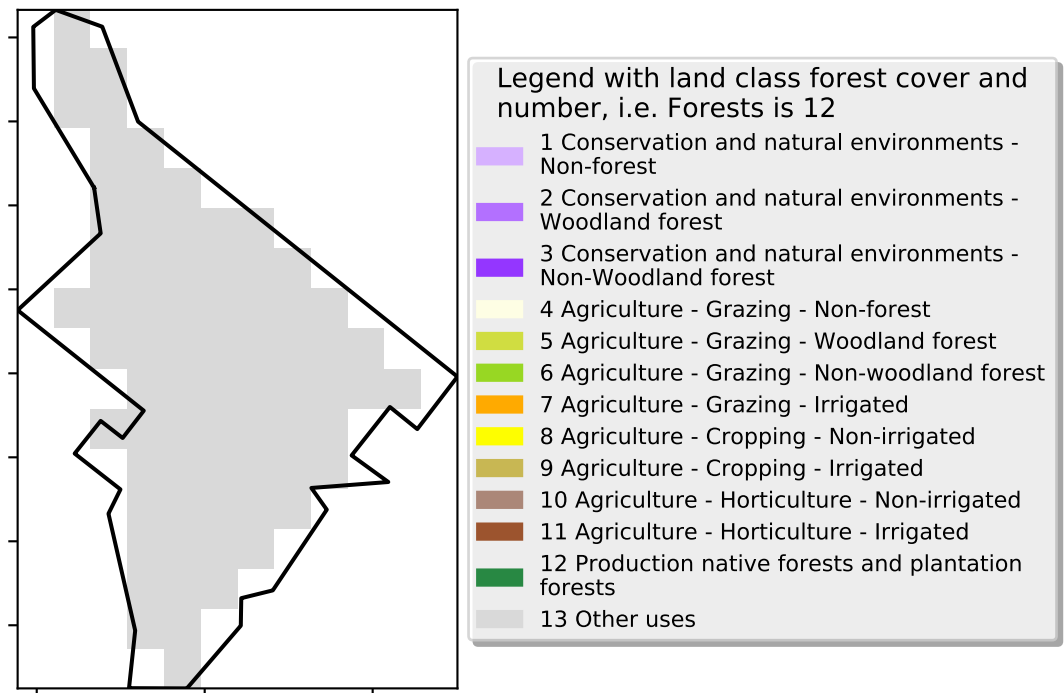 Legend with land class forest cover and
number, i.e. Forests is 12
1 Conservation and natural environments -
Non-forest
2 Conservation and natural environments -
Woodland forest
3 Conservation and natural environments -
Non-Woodland forest
4 Agriculture - Grazing - Non-forest
5 Agriculture - Grazing - Woodland forest
6 Agriculture - Grazing - Non-woodland forest
7 Agriculture - Grazing - Irrigated
8 Agriculture - Cropping - Non-irrigated
9 Agriculture - Cropping - Irrigated
10 Agriculture - Horticulture - Non-irrigated
11 Agriculture - Horticulture - Irrigated
12 Production native forests and plantation
forests
13 Other uses